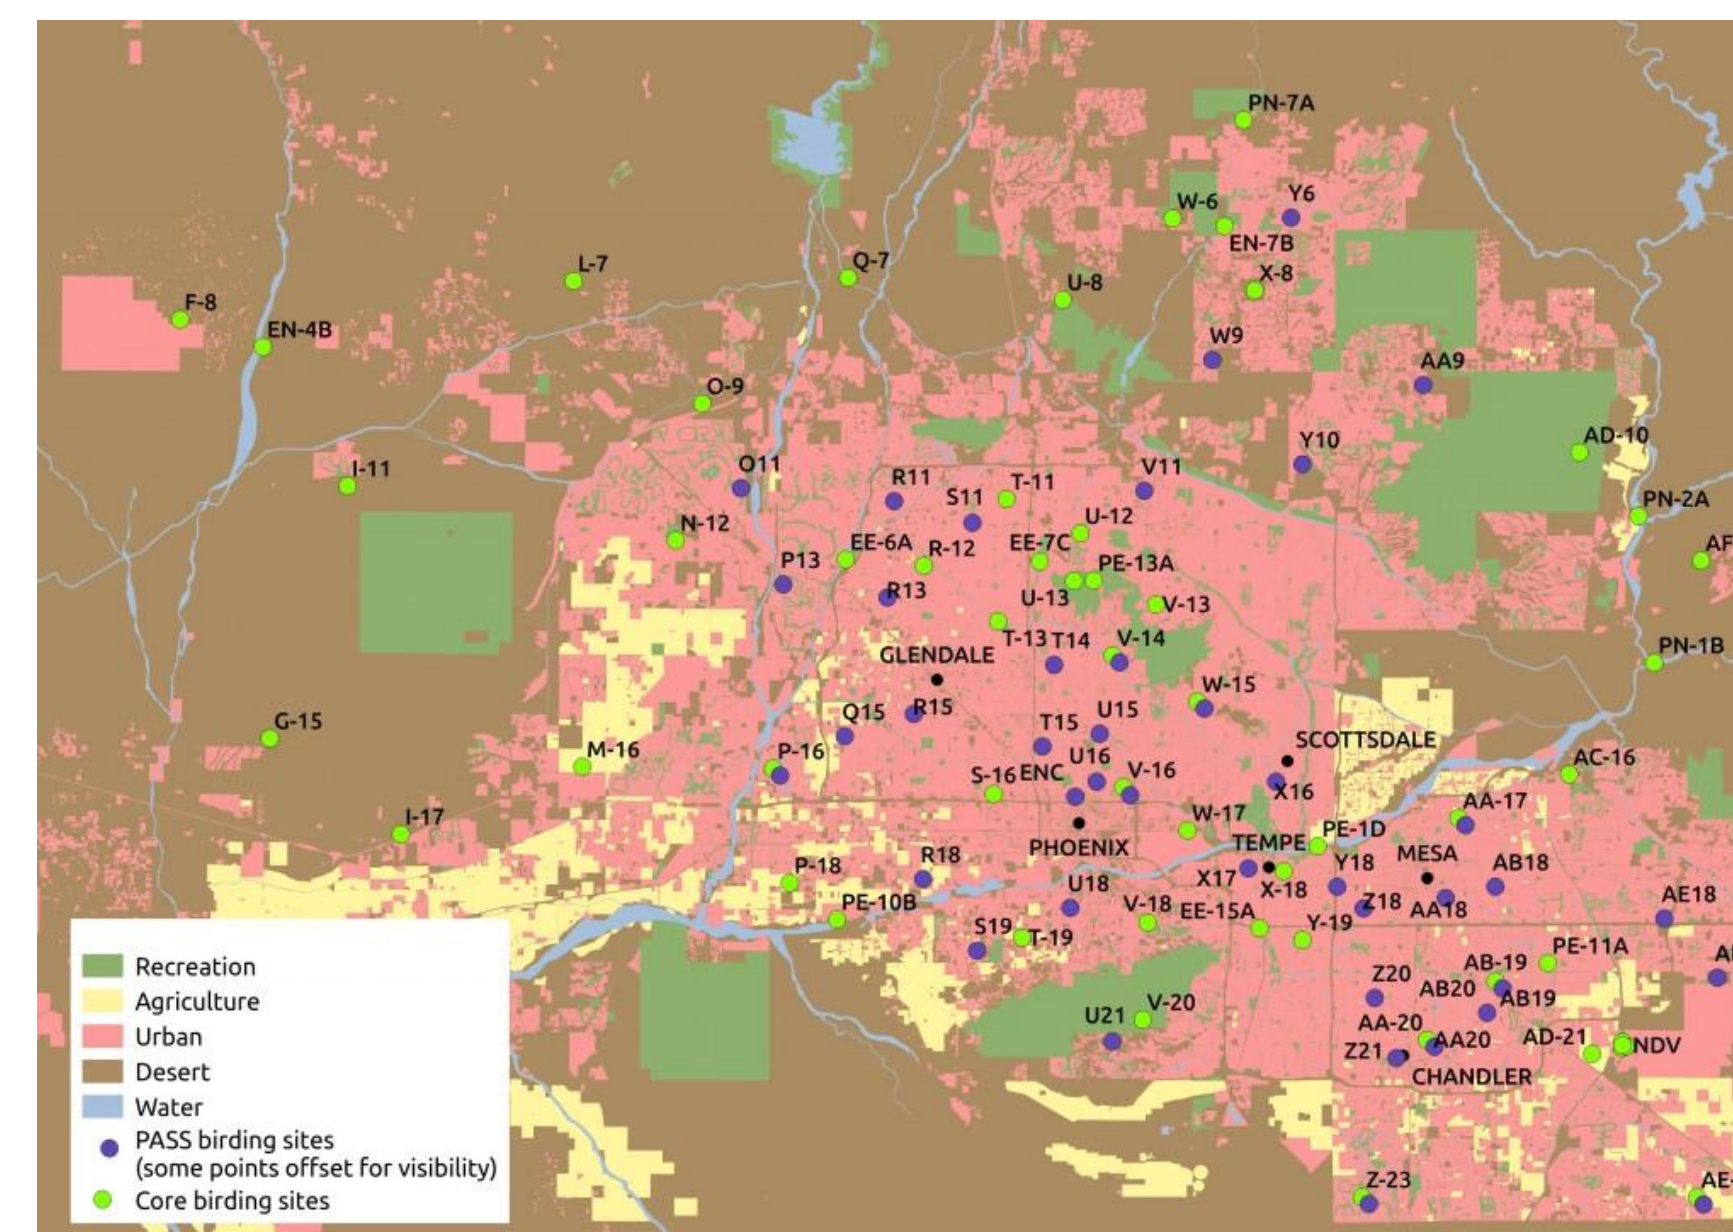 PN-7A
W-6
Y6
EN-7B
L-7
Q-7
X-8
U-8
F-8
EN-4B
W9
AA9
O-9
AD-10
Y10
I-11
O11
R11
T-11
V11
S11
PN-2A
N-12
U-12
EE-6A
R-12
EE-7C
AF
P13
PE-13A
R13
U-13
V-13
T-13
T14
V-14
GLENDALE
PN-1B
W-15
Q15
R15
U15
G-15
T15
SCOTTSDALE
M-16
P-16
U16
S-16
ENC
V-16
AC-16
X16
AA-17
I-17
W-17
PE-1D
TEMPE
PHOENIX
MESA
P-18
R18
X17
X-18
Y18
AB18
U18
PE-10B
V-18
EE-15A
Z18
AA18
AE18
S19
T-19
Y-19
PE-11A
AB-19
Z20
AB20
AB19
V-20
U21
AA-20
AA20
AD-21
NDV
Z21
CHANDLER
Z-23
AE-
Recreation
Agriculture
Urban
Desert
Water
PASS birding sites
(some points offset for visibility)
Core birding sites